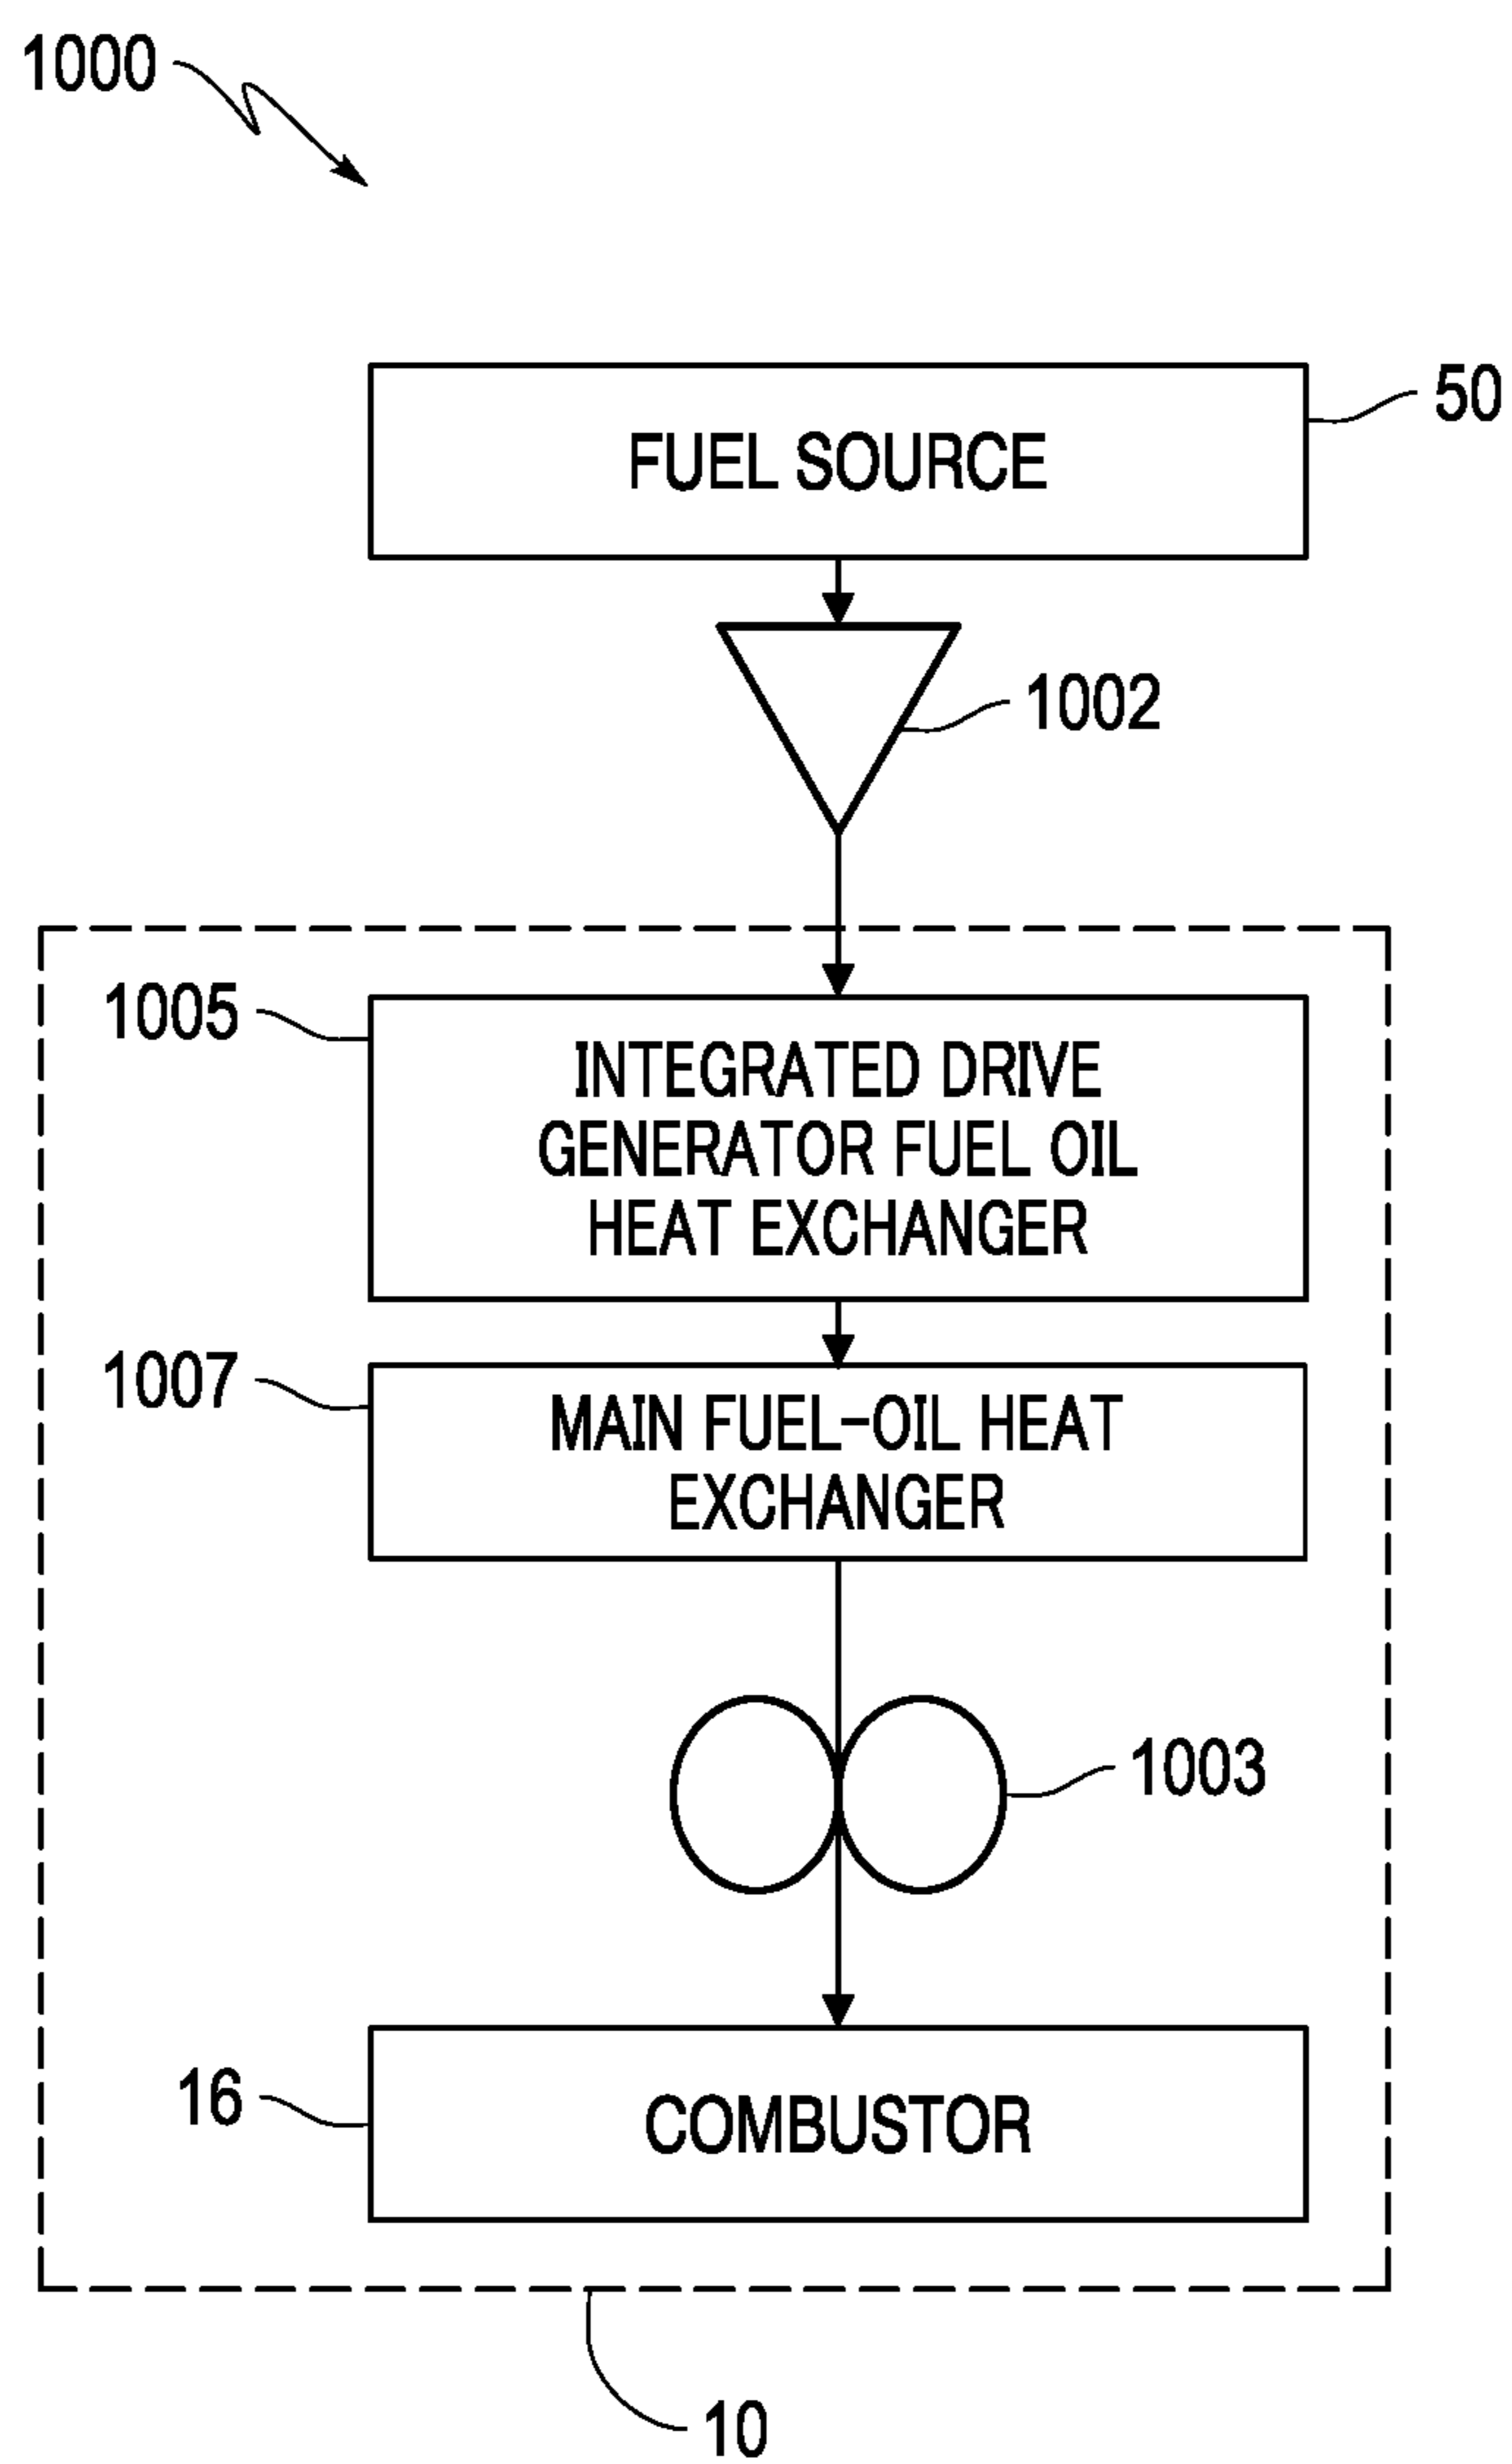 1000
50
FUEL SOURCE
1002
1005
INTEGRATED DRIVE
GENERATOR FUEL OIL
HEAT EXCHANGER
1007
MAIN FUEL-OIL HEAT
EXCHANGER
1003
16
COMBUSTOR
10